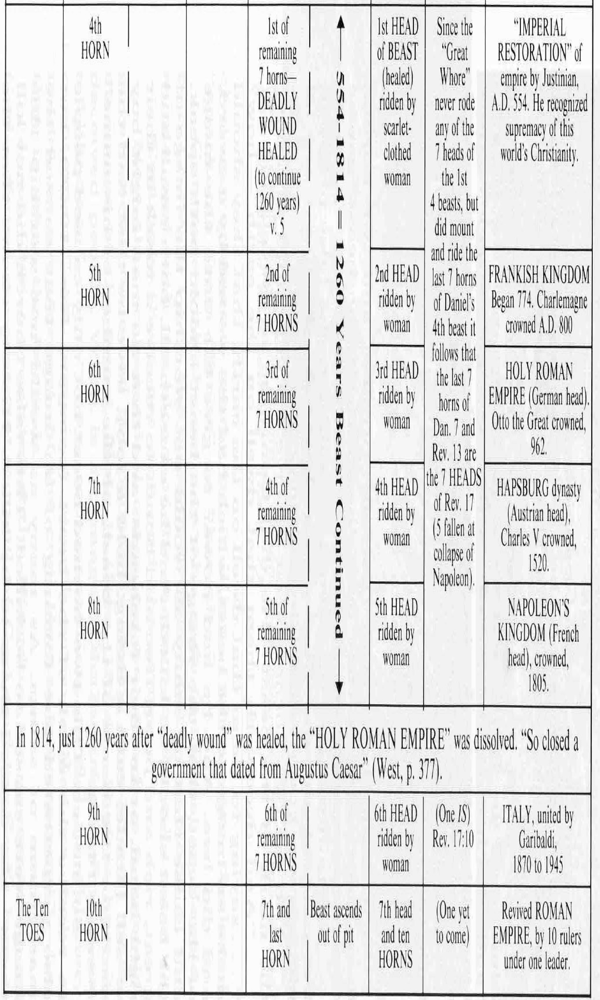 4th
HORN
1st of
remaining
7 horns—
DEADLY
WOUND
HEALED
(to continue
1260 years)
v. 5
554–1814 = 1260 Years Beast Continued
1st HEAD
of BEAST
(healed)
ridden by
scarlet-
clothed
woman
Since the
“Great
Whore”
never rode
any of the
7 heads of
the 1st
4 beasts, but
did mount
and ride the
last 7 horns
of Daniel’s
4th beast it
follows that
the last 7
horns of
Dan. 7 and
Rev. 13 are
the 7 HEADS
of Rev. 17
(5 fallen at
collapse of
Napoleon).
“IMPERIAL
RESTORATION” of
empire by Justinian,
A.D. 554. He recognized
supremacy of this
world’s Christianity.
5th
HORN
2nd of
remaining
7 HORNS
2nd HEAD
ridden by
woman
FRANKISH KINGDOM
Began 774. Charlemagne
crowned A.D. 800
6th
HORN
3rd of
remaining
7 HORNS
3rd HEAD
ridden by
woman
HOLY ROMAN
EMPIRE (German head).
Otto the Great crowned,
962.
7th
HORN
4th of
remaining
7 HORNS
4th HEAD
ridden by
woman
HAPSBURG dynasty
(Austrian head),
Charles V crowned,
1520.
8th
HORN
5th of
remaining
7 HORNS
5th HEAD
ridden by
woman
NAPOLEON’S
KINGDOM (French
head), crowned,
1805.
In 1814, just 1260 years after “deadly wound” was healed, the “HOLY ROMAN EMPIRE” was dissolved. “So closed a
government that dated from Augustus Caesar” (West, p. 377).
9th
HORN
6th of
remaining
7 HORNS
6th HEAD
ridden by
woman
(One IS)
Rev. 17:10
ITALY, united by
Garibaldi,
1870 to 1945
The Ten
TOES
10th
HORN
7th and
last
HORN
Beast ascends
out of pit
7th head
and ten
HORNS
(One yet
to come)
Revived ROMAN
EMPIRE, by 10 rulers
under one leader.